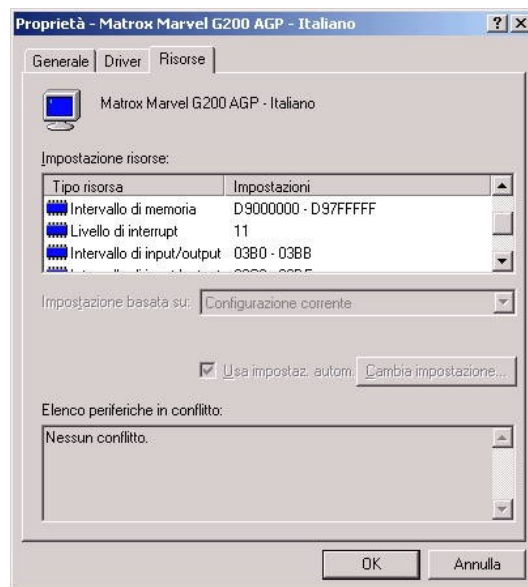 Proprietà - Matrox Marvel G200 AGP - Italiano
Generale Driver Risorse
Matrox Marvel G200 AGP - Italiano
Impostazione risorse:
Tipo risorsa Impostazioni
Intervallo di memoria D9000000 - D97FFFFF
Livello di interrupt 11
Intervallo di input/output 03B0 - 03BB
Impostazione basata su: Configurazione corrente
Usa impostaz. autom. Cambia impostazione...
Elenco periferiche in conflitto:
Nessun conflitto.
OK Annulla